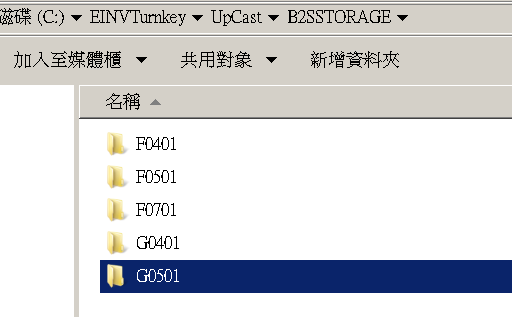 磁碟 (C:) ▼ EINVTurnkey ▼ UpCast ▼ B2SSTORAGE ▼
加入至媒體櫃 ▼ 共用對象 ▼ 新增資料夾
名稱
F0401
F0501
F0701
G0401
G0501